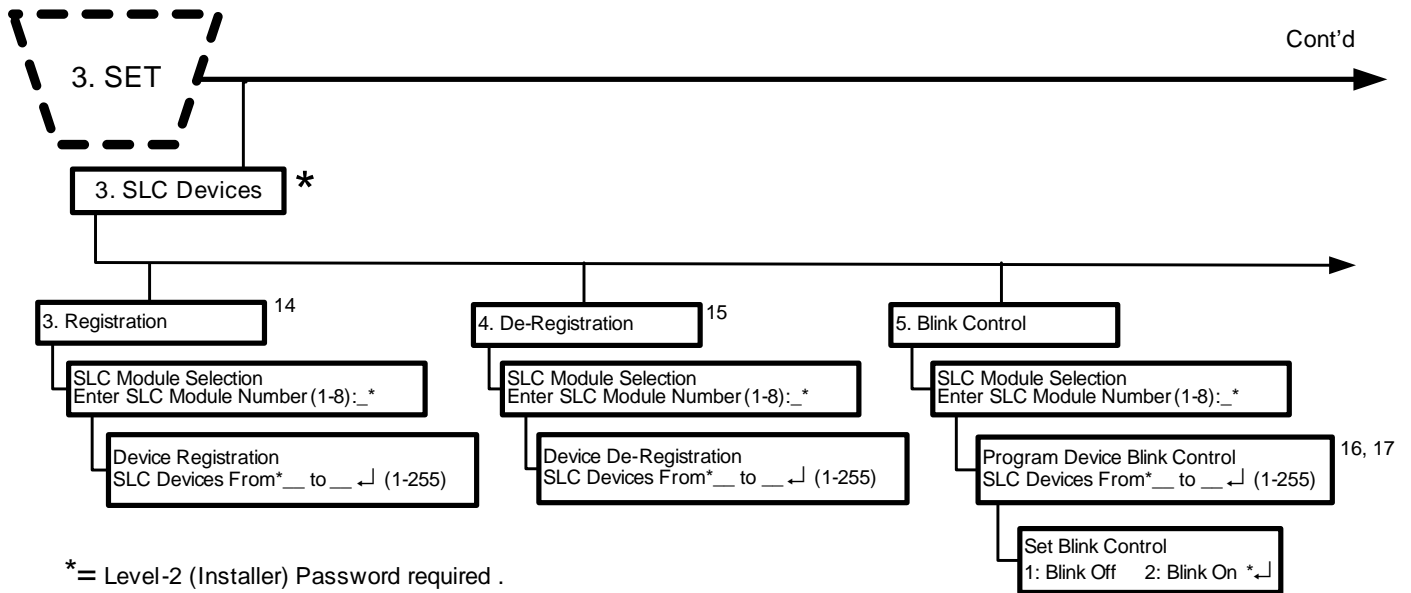 Cont'd
3. SET
3. SLC Devices *
3. Registration 14
SLC Module Selection
Enter SLC Module Number (1-8):_*
Device Registration
SLC Devices From*__ to __ ↵ (1-255)
4. De-Registration 15
SLC Module Selection
Enter SLC Module Number (1-8):_*
Device De-Registration
SLC Devices From*__ to __ ↵ (1-255)
5. Blink Control
SLC Module Selection
Enter SLC Module Number (1-8):_*
Program Device Blink Control 16, 17
SLC Devices From*__ to __ ↵ (1-255)
Set Blink Control
1: Blink Off 2: Blink On *↵
*= Level-2 (Installer) Password required .